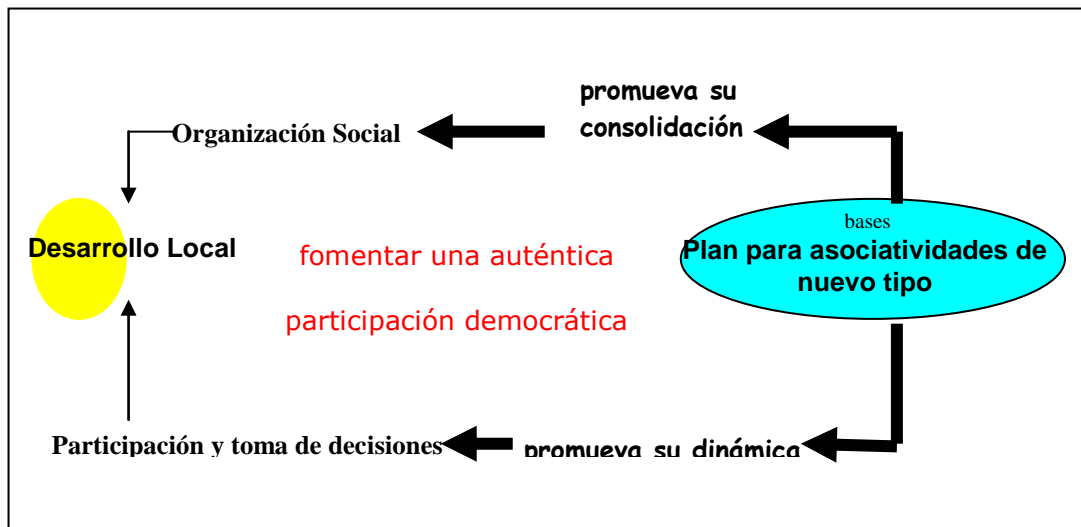 promueva su
consolidación
Organización Social
bases
Desarrollo Local
Plan para asociatividades de
nuevo tipo
fomentar una auténtica
participación democrática
Participación y toma de decisiones
promueva su dinámica